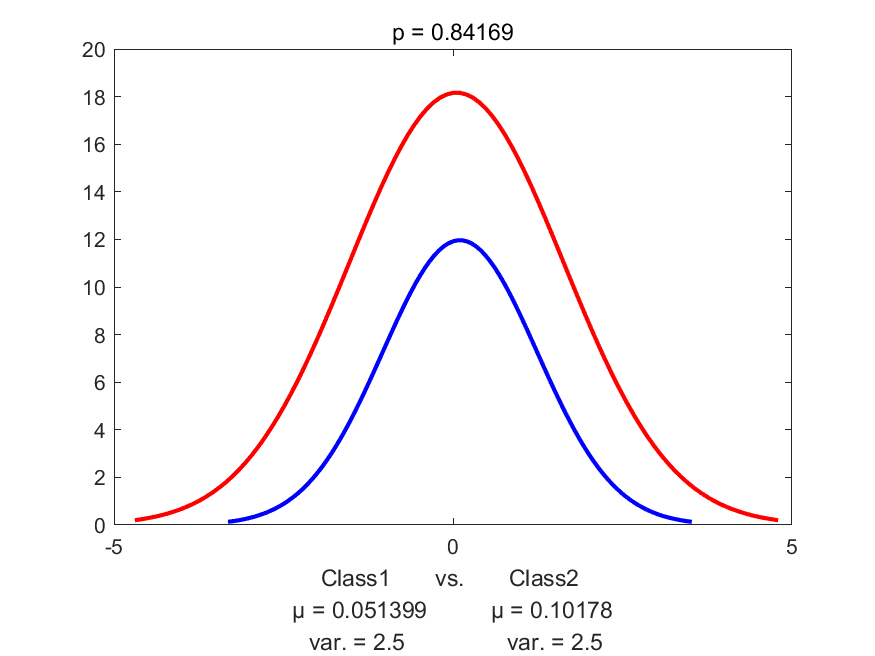 p = 0.84169
20
18
16
14
12
10
8
6
4
2
0
-5 0 5
Class1 vs. Class2
μ = 0.051399 μ = 0.10178
var. = 2.5 var. = 2.5